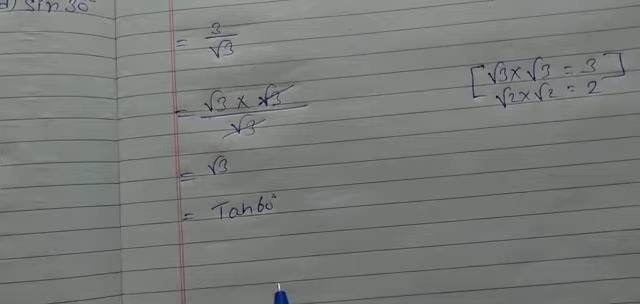 d) Sin 30°
= 3/√3
= √3 × √3 / √3
[√3 × √3 = 3
√2 × √2 = 2]
= √3
= Tan60°